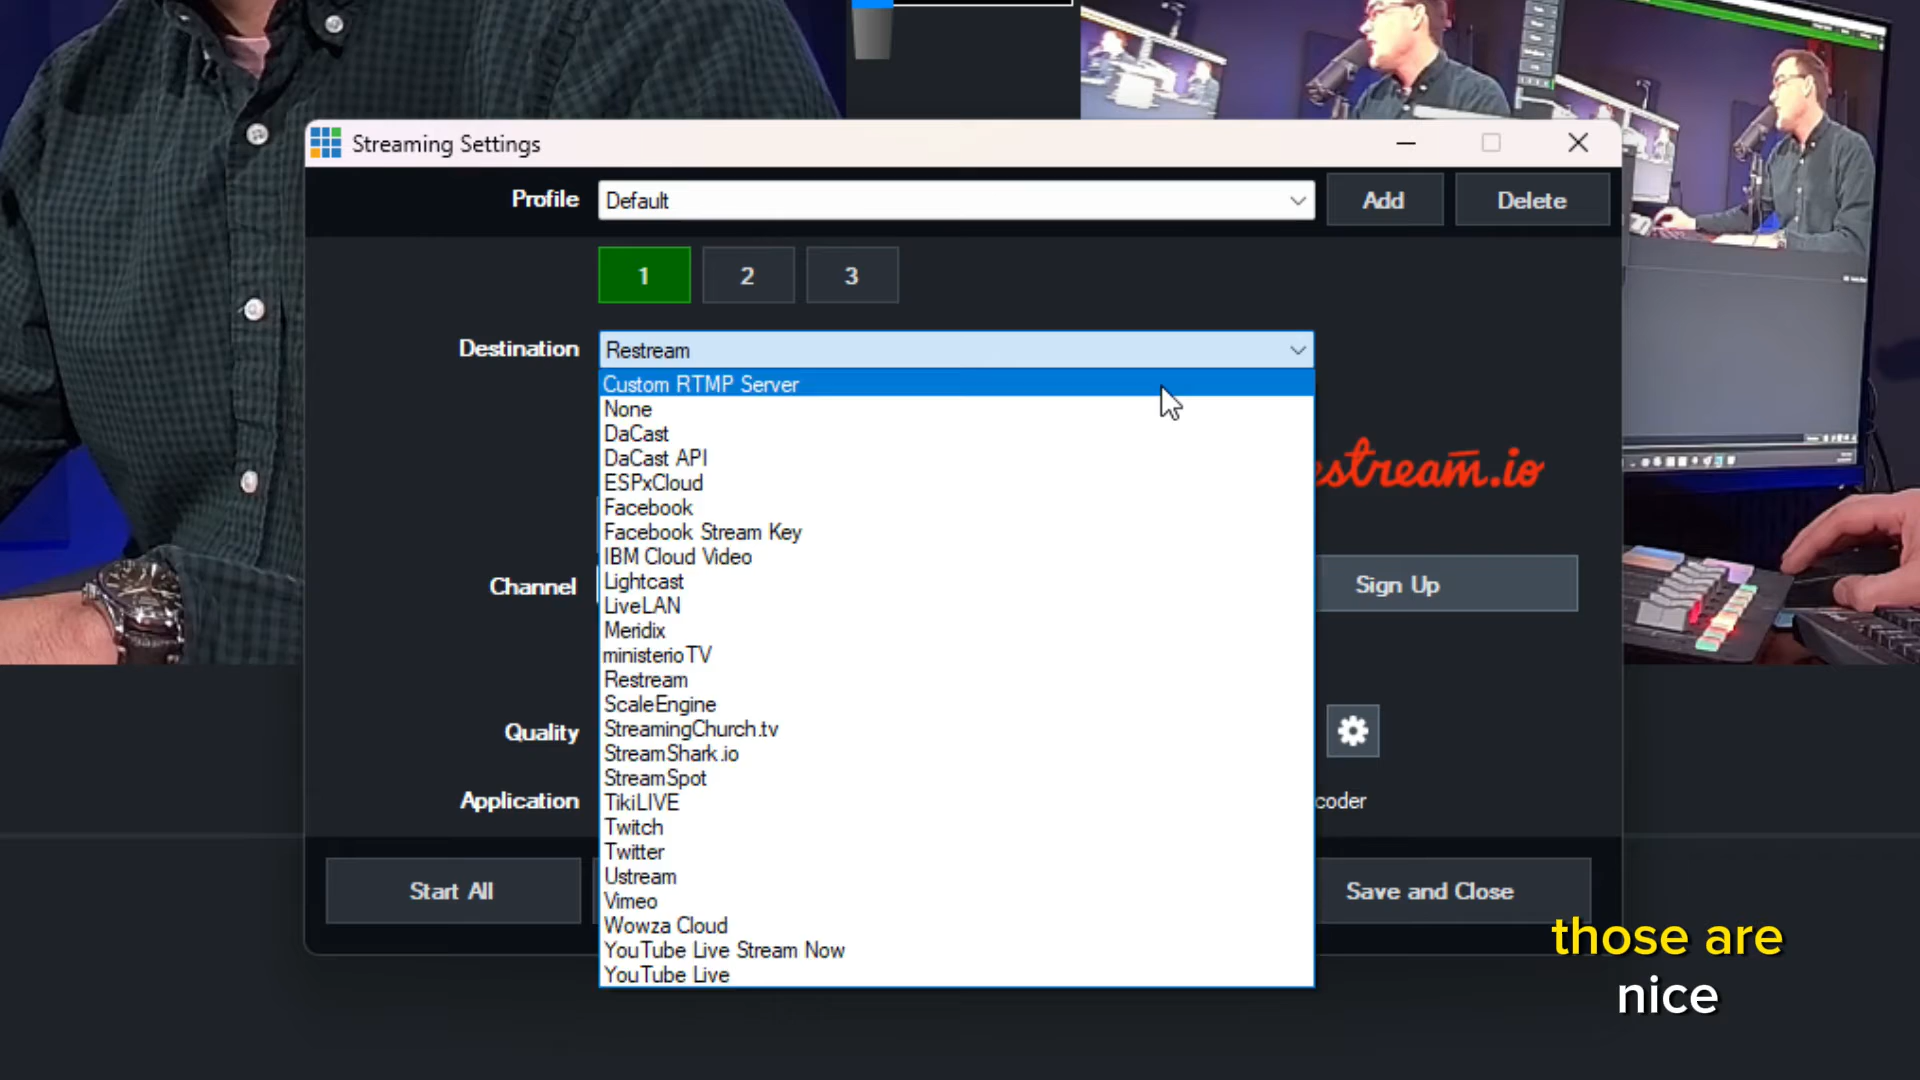 Streaming Settings
Profile
Default
Add
Delete
1
2
3
Destination
Restream
Custom RTMP Server
None
DaCast
DaCast API
ESPxCloud
Facebook
Facebook Stream Key
IBM Cloud Video
Lightcast
LiveLAN
Meridix
ministerioTV
Restream
ScaleEngine
StreamingChurch.tv
StreamShark.io
StreamSpot
TikiLIVE
Twitch
Twitter
Ustream
Vimeo
Wowza Cloud
YouTube Live Stream Now
YouTube Live
estream.io
Channel
Sign Up
Quality
Application
coder
Start All
Save and Close
those are
nice